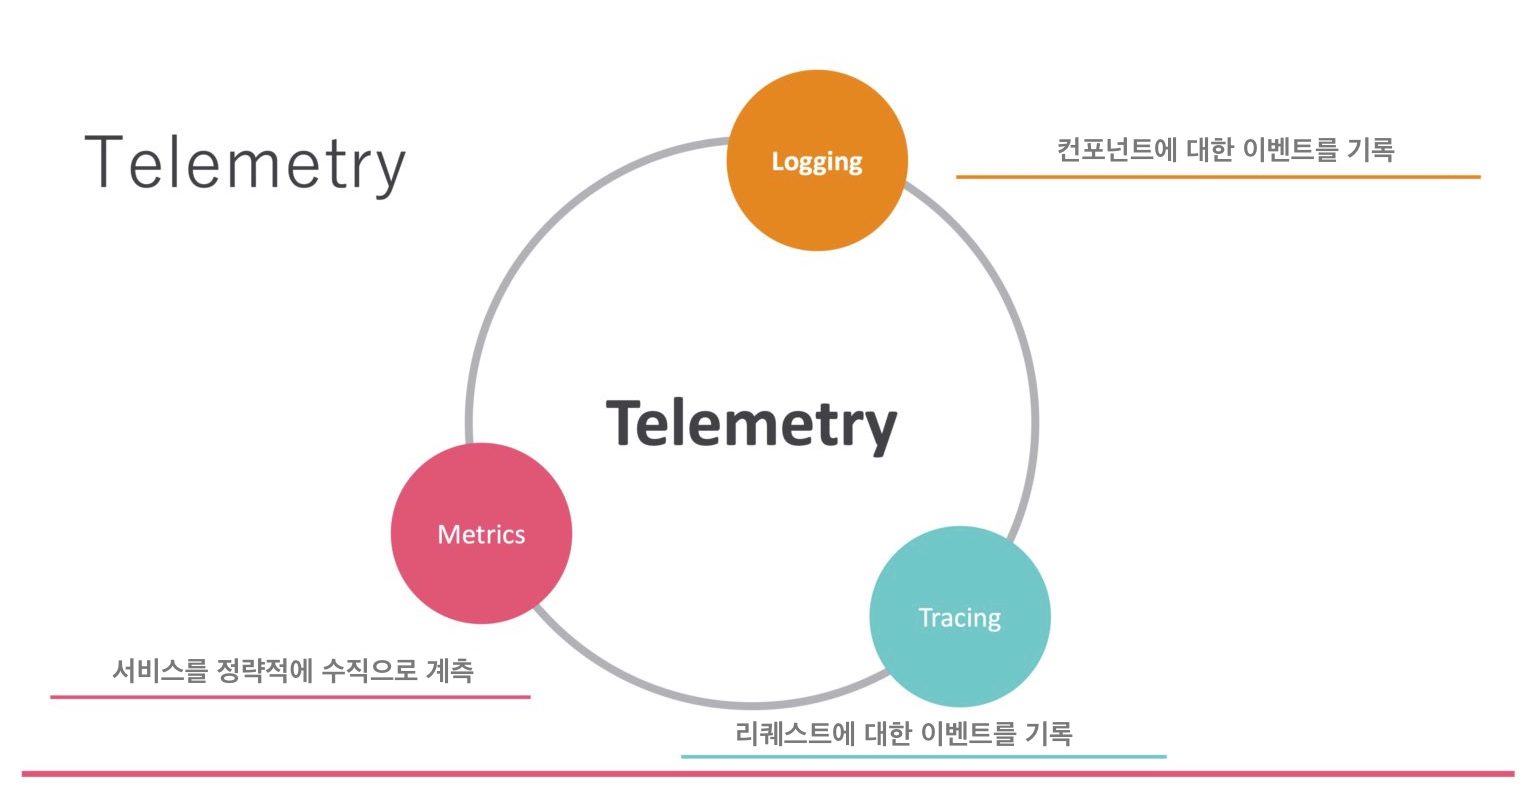 Telemetry
Logging
컨포넌트에 대한 이벤트를 기록
Telemetry
Metrics
Tracing
서비스를 정략적에 수직으로 계측
리퀘스트에 대한 이벤트를 기록